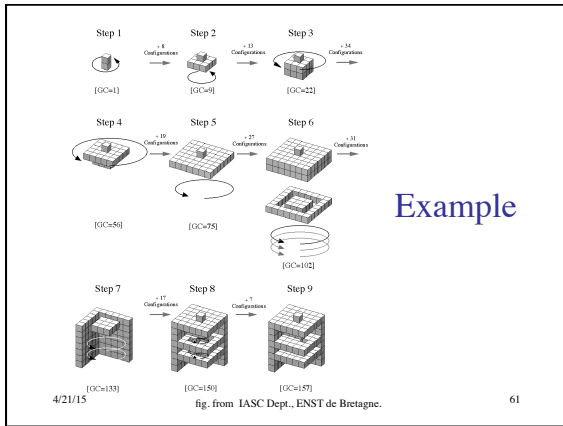 Step 1 Step 2 Step 3
+ 8 Configurations + 13 Configurations + 34 Configurations
[GC=1] [GC=9] [GC=22]
Step 4 Step 5 Step 6
+ 19 Configurations + 27 Configurations + 31 Configurations
[GC=56] [GC=75]
[GC=102]
Example
Step 7 Step 8 Step 9
+ 17 Configurations + 7 Configurations
[GC=133] [GC=150] [GC=157]
4/21/15 fig. from IASC Dept., ENST de Bretagne. 61